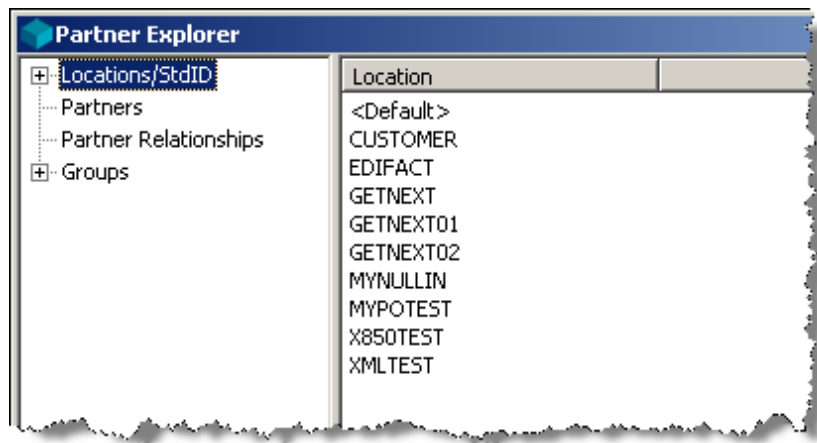 Partner Explorer
Locations/StdID
Partners
Partner Relationships
Groups
Location
<Default>
CUSTOMER
EDIFACT
GETNEXT
GETNEXT01
GETNEXT02
MYNULLIN
MYPOTEST
X850TEST
XMLTEST